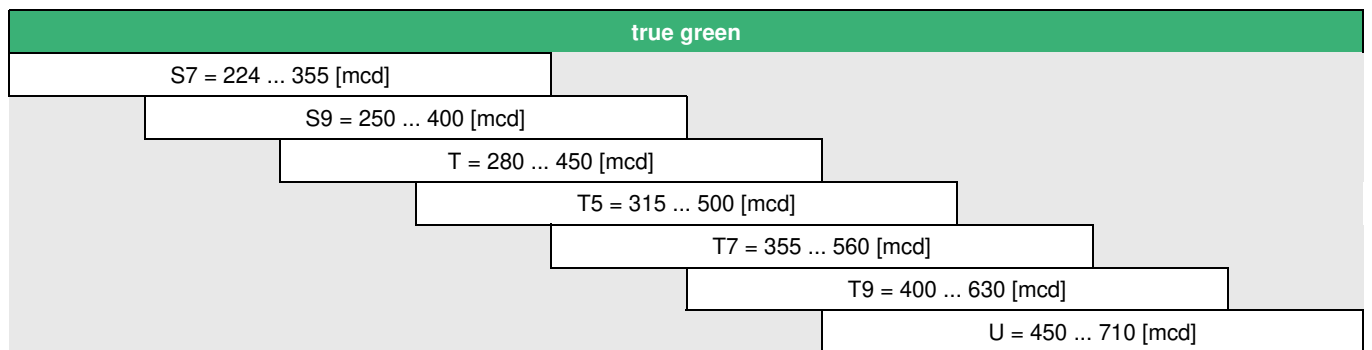 true green
S7 = 224 ... 355 [mcd]
S9 = 250 ... 400 [mcd]
T = 280 ... 450 [mcd]
T5 = 315 ... 500 [mcd]
T7 = 355 ... 560 [mcd]
T9 = 400 ... 630 [mcd]
U = 450 ... 710 [mcd]